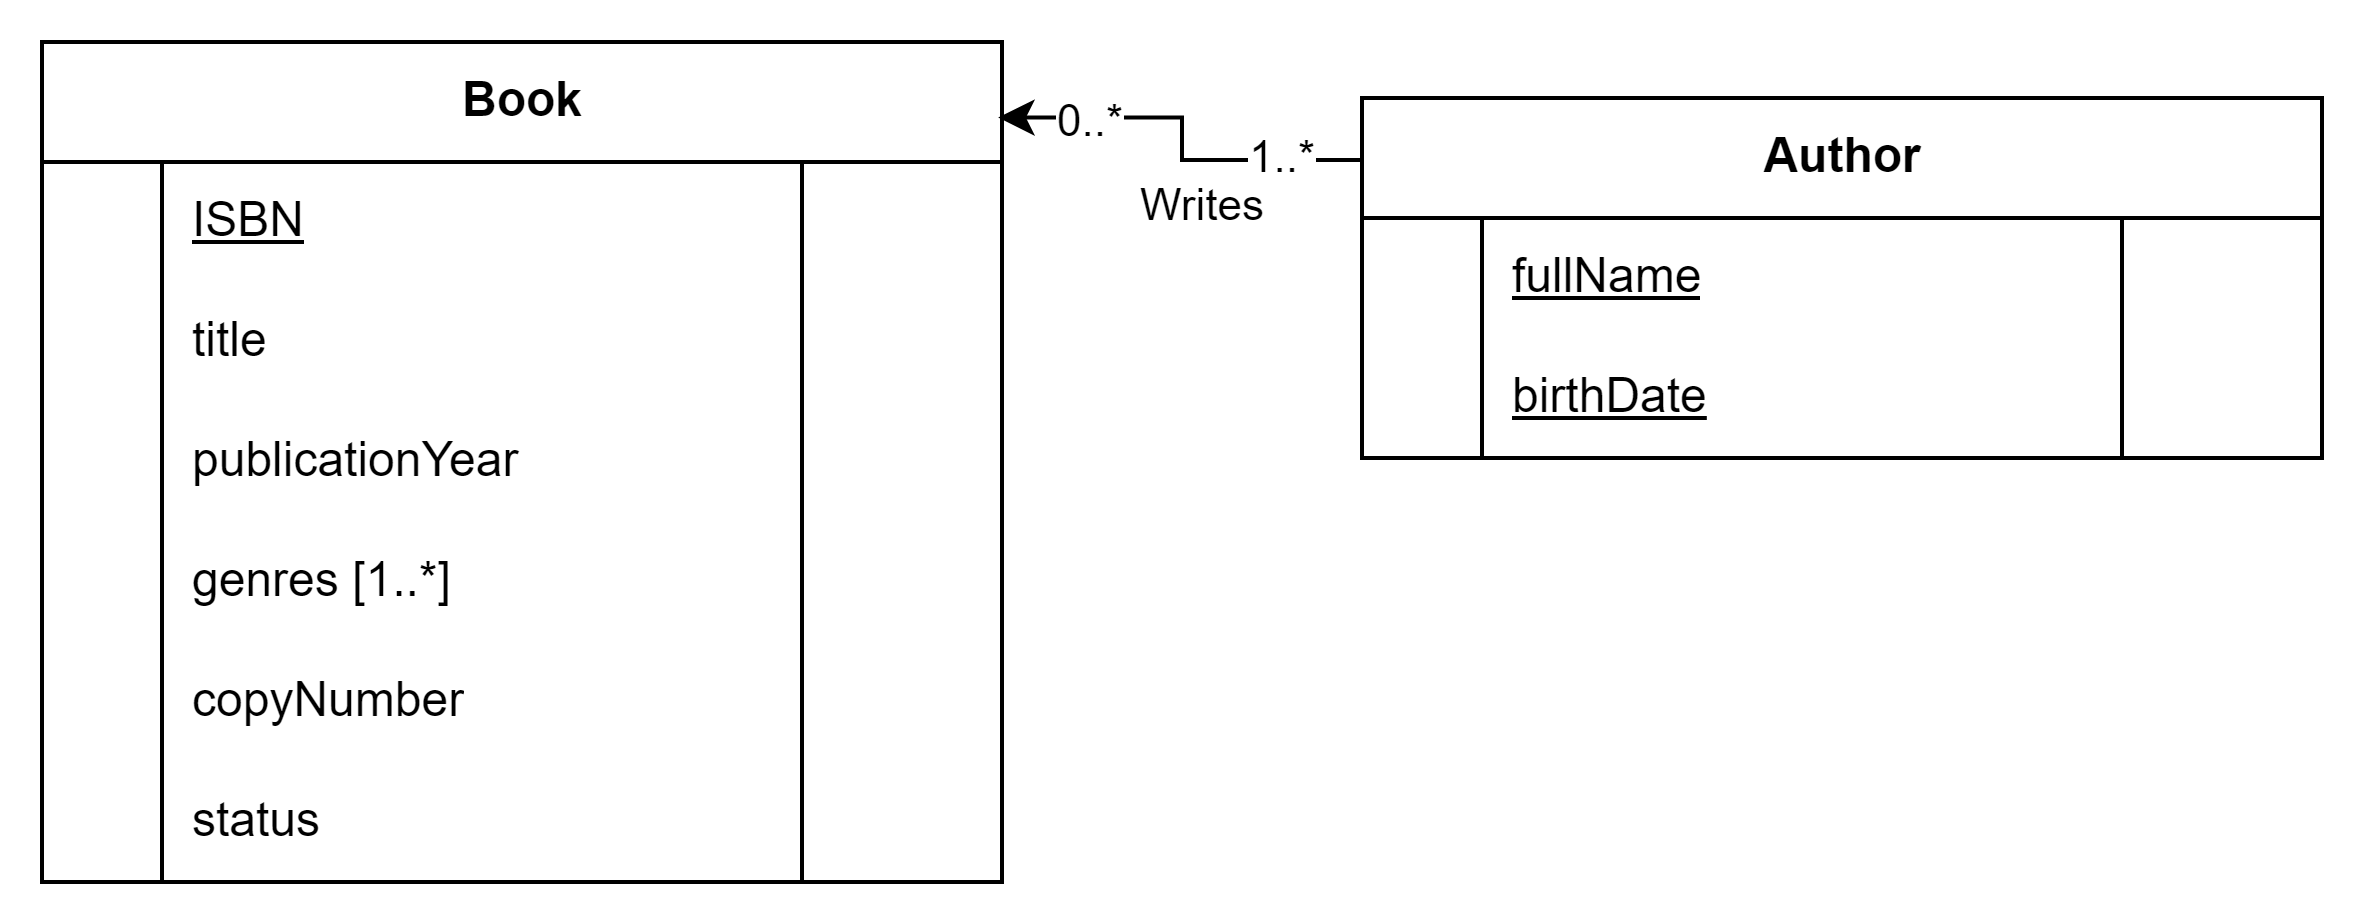 Book
ISBN
title
publicationYear
genres [1..*]
copyNumber
status
0..*
1..*
Writes
Author
fullName
birthDate